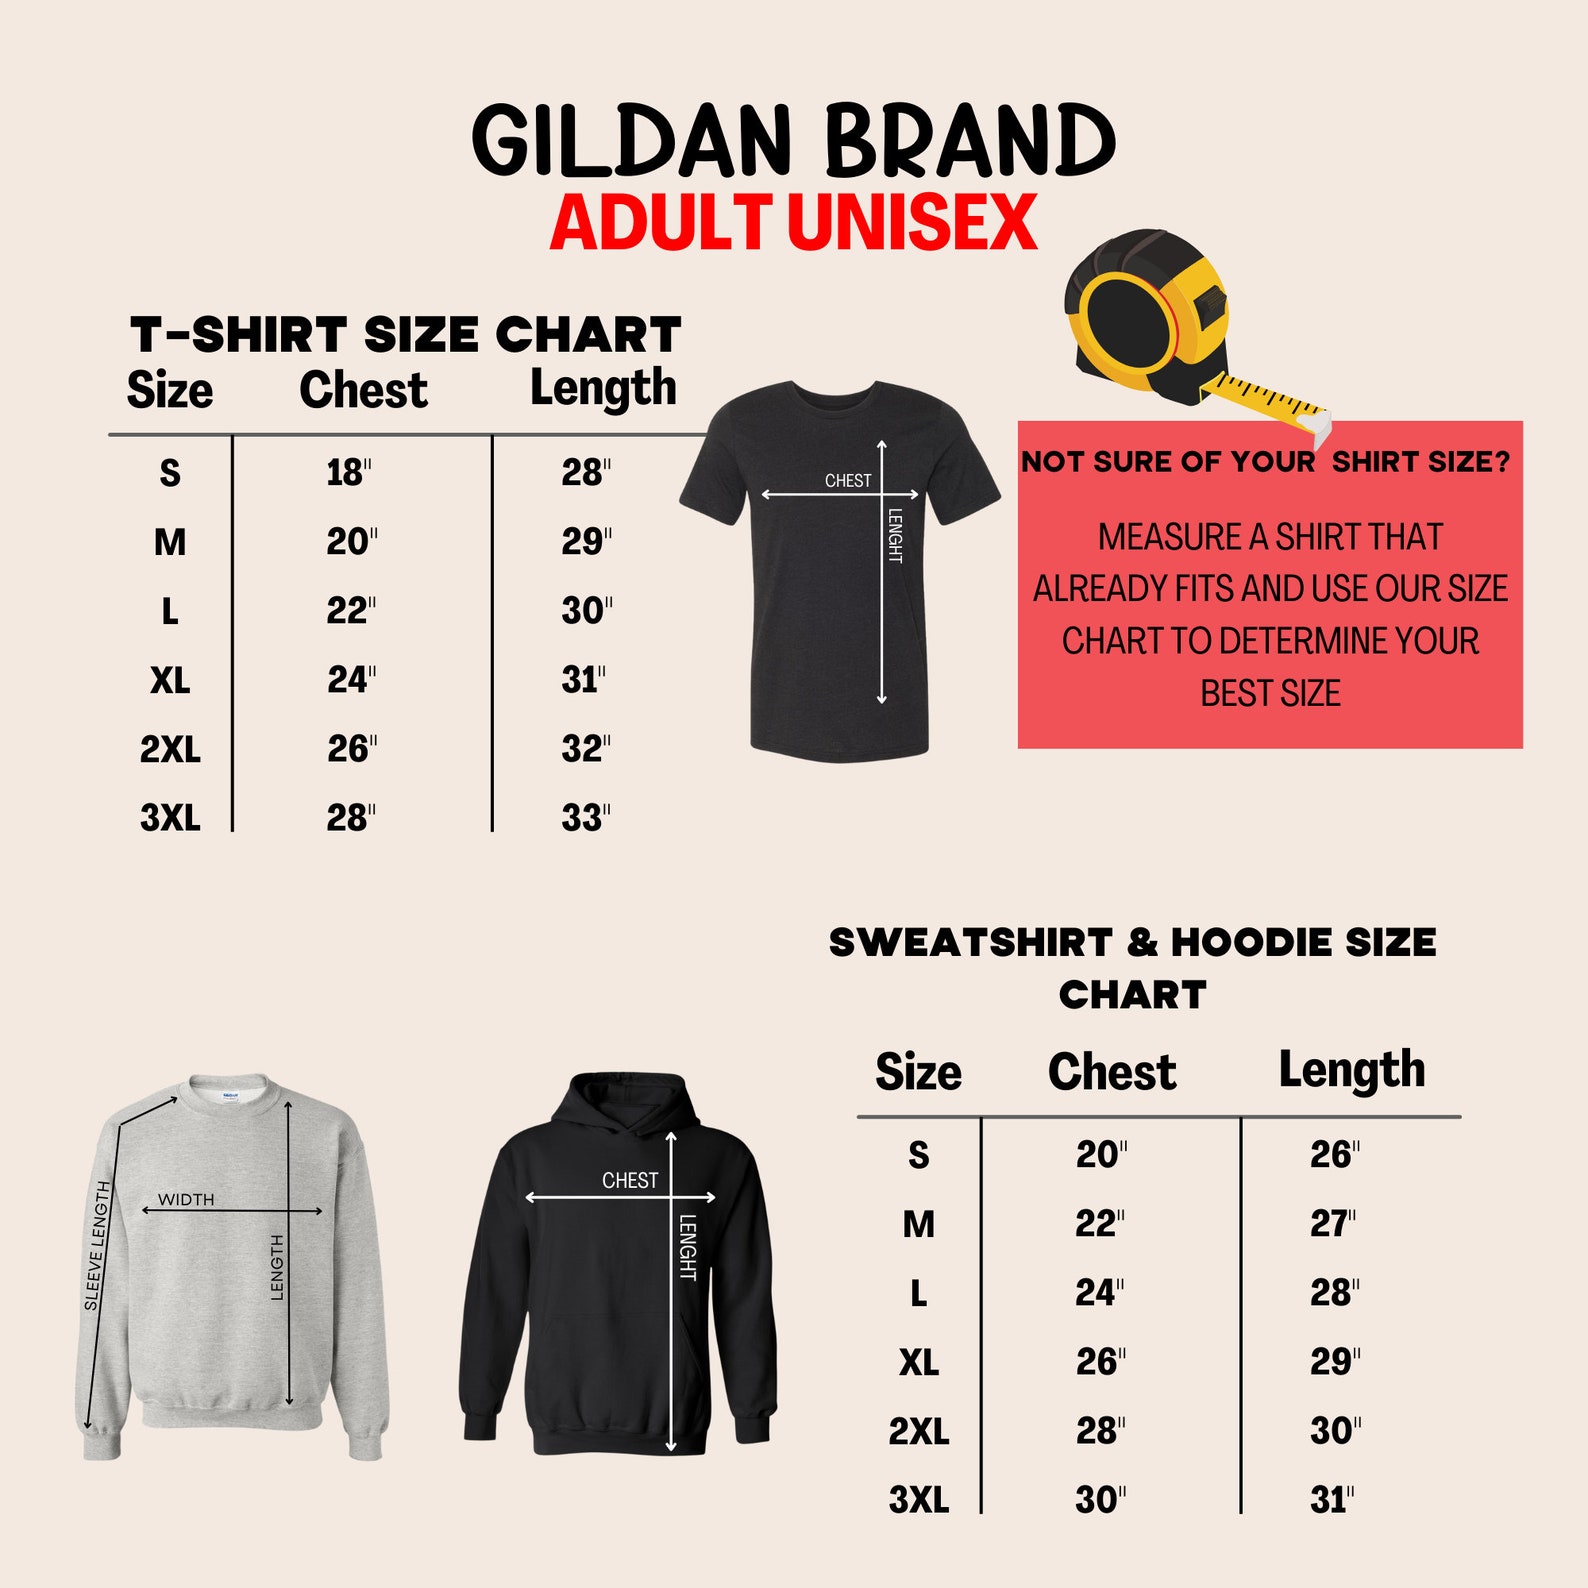 GILDAN BRAND
ADULT UNISEX
T-SHIRT SIZE CHART
Size Chest Length
S 18" 28"
M 20" 29"
L 22" 30"
XL 24" 31"
2XL 26" 32"
3XL 28" 33"
CHEST
LENGHT
NOT SURE OF YOUR SHIRT SIZE?
MEASURE A SHIRT THAT
ALREADY FITS AND USE OUR SIZE
CHART TO DETERMINE YOUR
BEST SIZE
SWEATSHIRT & HOODIE SIZE
CHART
Size Chest Length
S 20" 26"
M 22" 27"
L 24" 28"
XL 26" 29"
2XL 28" 30"
3XL 30" 31"
SLEEVE LENGTH
WIDTH
LENGTH
CHEST
LENGHT